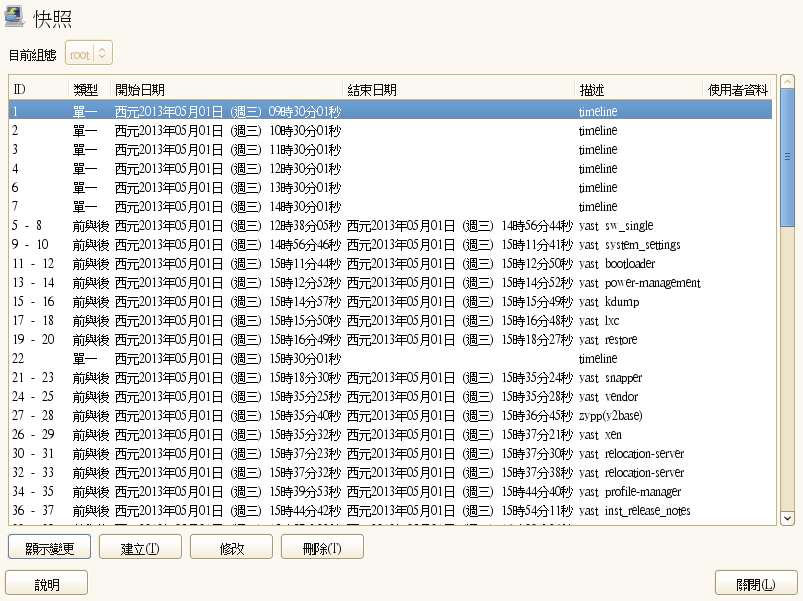 快照
目前組態 root
ID 類型 開始日期 結束日期 描述 使用者資料
1 單一 西元2013年05月01日 (週三) 09時30分01秒 timeline
2 單一 西元2013年05月01日 (週三) 10時30分01秒 timeline
3 單一 西元2013年05月01日 (週三) 11時30分01秒 timeline
4 單一 西元2013年05月01日 (週三) 12時30分01秒 timeline
6 單一 西元2013年05月01日 (週三) 13時30分01秒 timeline
7 單一 西元2013年05月01日 (週三) 14時30分01秒 timeline
5 - 8 前與後 西元2013年05月01日 (週三) 12時38分05秒 西元2013年05月01日 (週三) 14時56分44秒 yast sw_single
9 - 10 前與後 西元2013年05月01日 (週三) 14時56分46秒 西元2013年05月01日 (週三) 15時11分41秒 yast system_settings
11 - 12 前與後 西元2013年05月01日 (週三) 15時11分44秒 西元2013年05月01日 (週三) 15時12分50秒 yast bootloader
13 - 14 前與後 西元2013年05月01日 (週三) 15時12分52秒 西元2013年05月01日 (週三) 15時14分52秒 yast power-management
15 - 16 前與後 西元2013年05月01日 (週三) 15時14分57秒 西元2013年05月01日 (週三) 15時15分49秒 yast kdump
17 - 18 前與後 西元2013年05月01日 (週三) 15時15分50秒 西元2013年05月01日 (週三) 15時16分48秒 yast lxc
19 - 20 前與後 西元2013年05月01日 (週三) 15時16分49秒 西元2013年05月01日 (週三) 15時18分27秒 yast restore
22 單一 西元2013年05月01日 (週三) 15時30分01秒 timeline
21 - 23 前與後 西元2013年05月01日 (週三) 15時18分30秒 西元2013年05月01日 (週三) 15時35分24秒 yast snapper
24 - 25 前與後 西元2013年05月01日 (週三) 15時35分25秒 西元2013年05月01日 (週三) 15時35分28秒 yast vendor
27 - 28 前與後 西元2013年05月01日 (週三) 15時35分40秒 西元2013年05月01日 (週三) 15時36分45秒 zypp(y2base)
26 - 29 前與後 西元2013年05月01日 (週三) 15時35分32秒 西元2013年05月01日 (週三) 15時37分21秒 yast xen
30 - 31 前與後 西元2013年05月01日 (週三) 15時37分23秒 西元2013年05月01日 (週三) 15時37分30秒 yast relocation-server
32 - 33 前與後 西元2013年05月01日 (週三) 15時37分32秒 西元2013年05月01日 (週三) 15時37分38秒 yast relocation-server
34 - 35 前與後 西元2013年05月01日 (週三) 15時39分53秒 西元2013年05月01日 (週三) 15時44分40秒 yast profile-manager
36 - 37 前與後 西元2013年05月01日 (週三) 15時44分42秒 西元2013年05月01日 (週三) 15時54分11秒 yast inst_release_notes
顯示變更 建立(T) 修改 刪除(T)
說明 關閉(L)